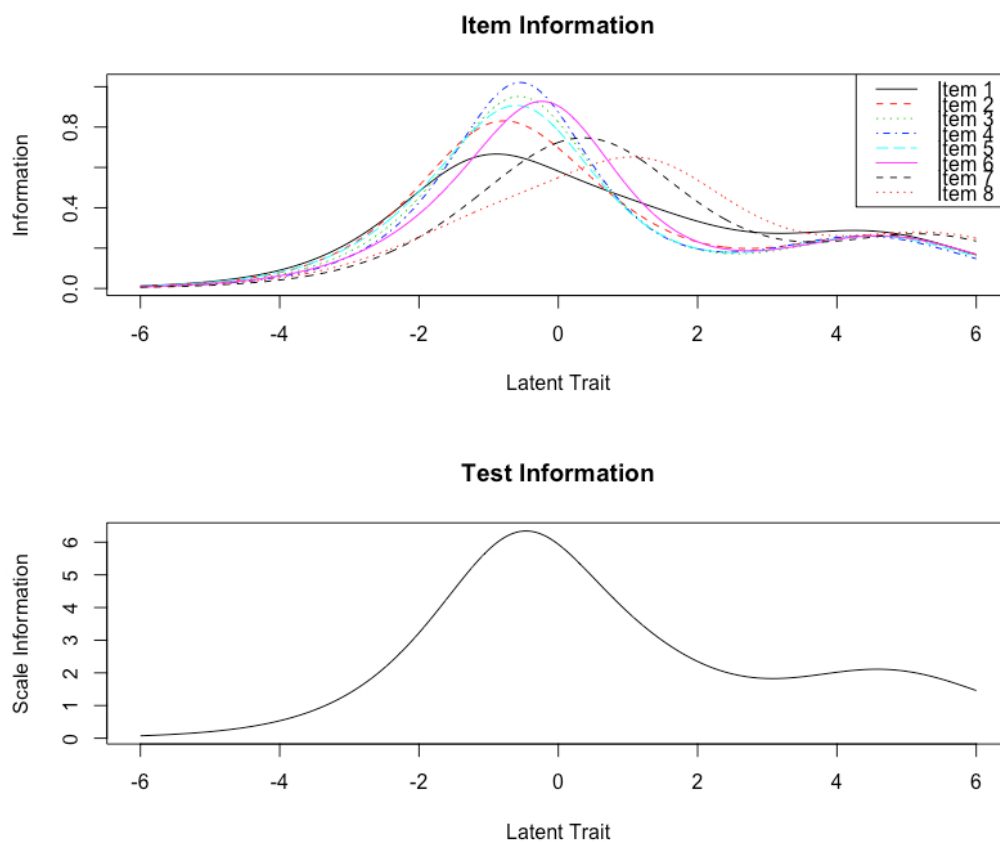 Item Information
Information
0.0
0.4
0.8
Item 1
Item 2
Item 3
Item 4
Item 5
Item 6
Item 7
Item 8
-6 -4 -2 0 2 4 6
Latent Trait
Test Information
Scale Information
0 1 2 3 4 5 6
-6 -4 -2 0 2 4 6
Latent Trait